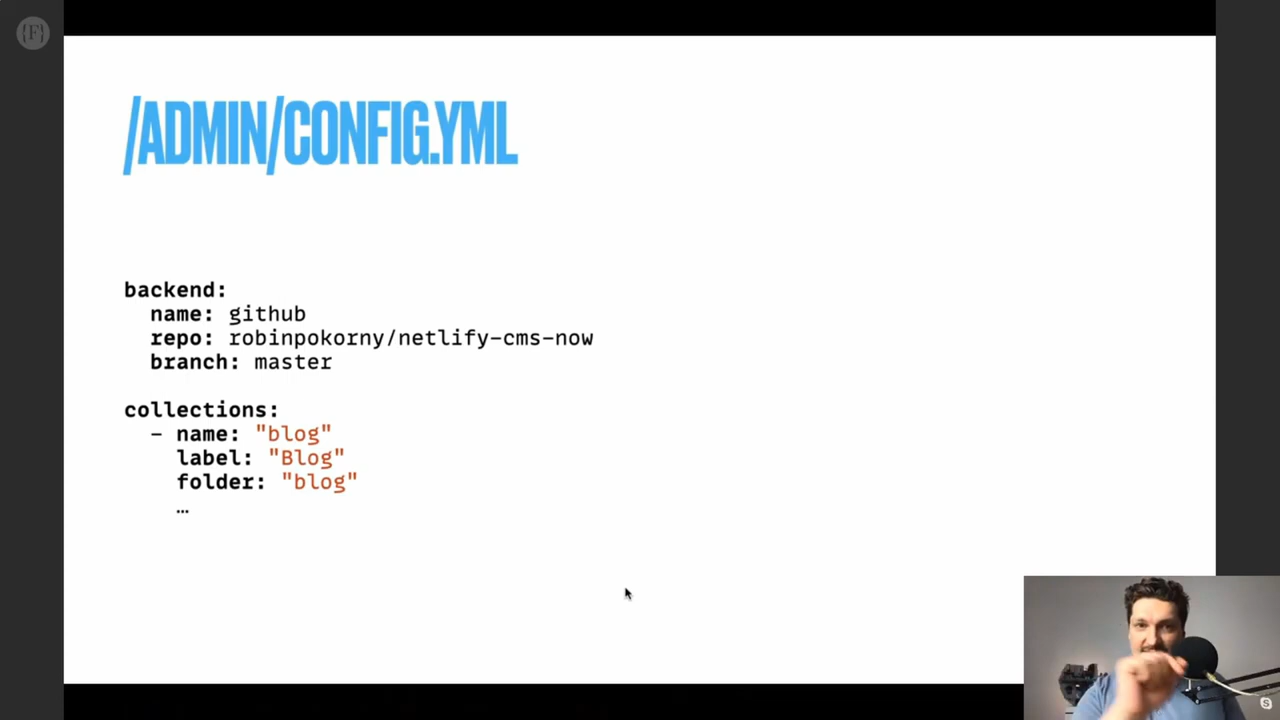 {F}
/ADMIN/CONFIG.YML
backend:
name: github
repo: robinpokorny/netlify-cms-now
branch: master
collections:
- name: "blog"
label: "Blog"
folder: "blog"
…
S